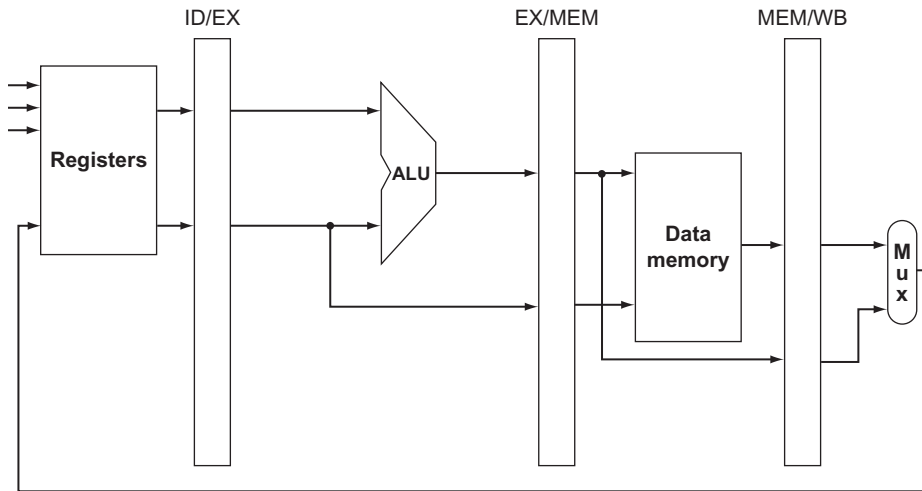 ID/EX
EX/MEM
MEM/WB
Registers
ALU
Data
memory
M
u
x